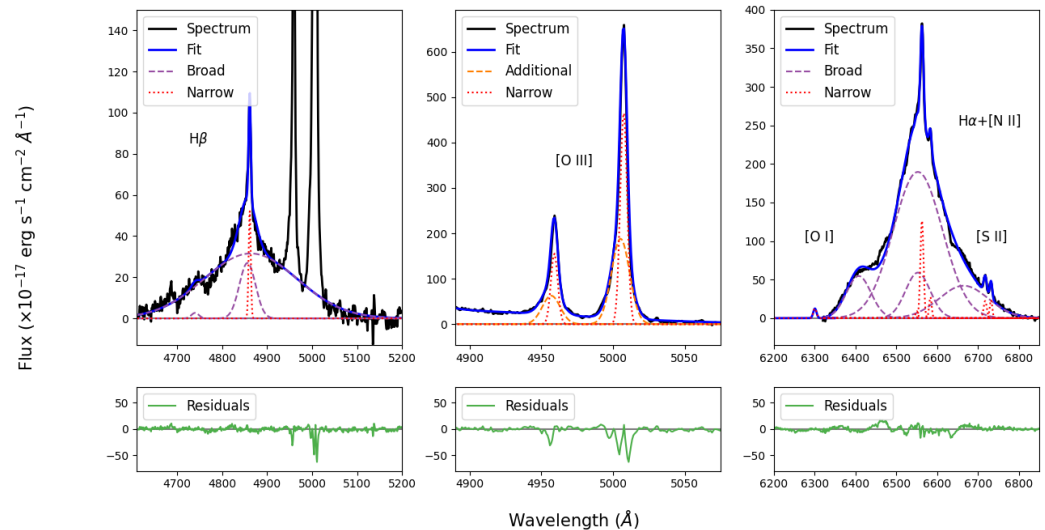 Flux (×10⁻¹⁷ erg s⁻¹ cm⁻² Å⁻¹)
140
120
100
80
60
40
20
0
Spectrum
Fit
Broad
Narrow
Hβ
4700 4800 4900 5000 5100 5200
600
500
400
300
200
100
0
Spectrum
Fit
Additional
Narrow
[O III]
4900 4950 5000 5050
400
350
300
250
200
150
100
50
0
Spectrum
Fit
Broad
Narrow
Hα+[N II]
[O I]
[S II]
6200 6300 6400 6500 6600 6700 6800
50
0
−50
Residuals
4700 4800 4900 5000 5100 5200
50
0
−50
Residuals
4900 4950 5000 5050
50
0
−50
Residuals
6200 6300 6400 6500 6600 6700 6800
Wavelength (Å)